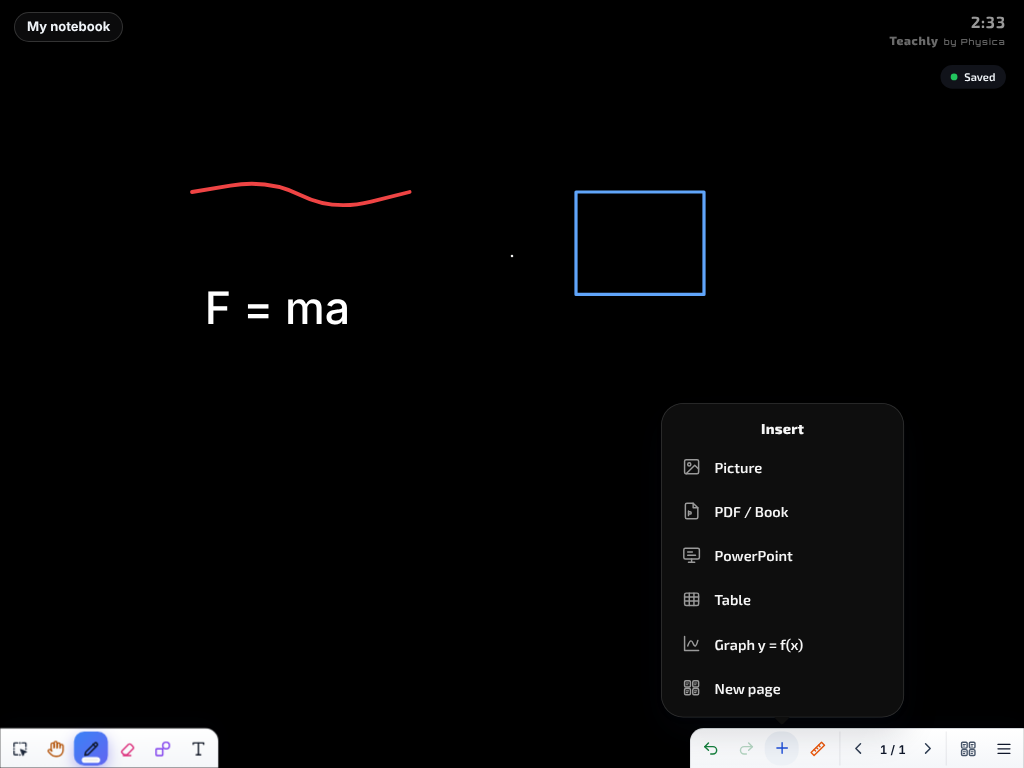 My notebook
2:33
Teachly by Physica
Saved
F = ma
Insert
Picture
PDF / Book
PowerPoint
Table
Graph y = f(x)
New page
T
1 / 1